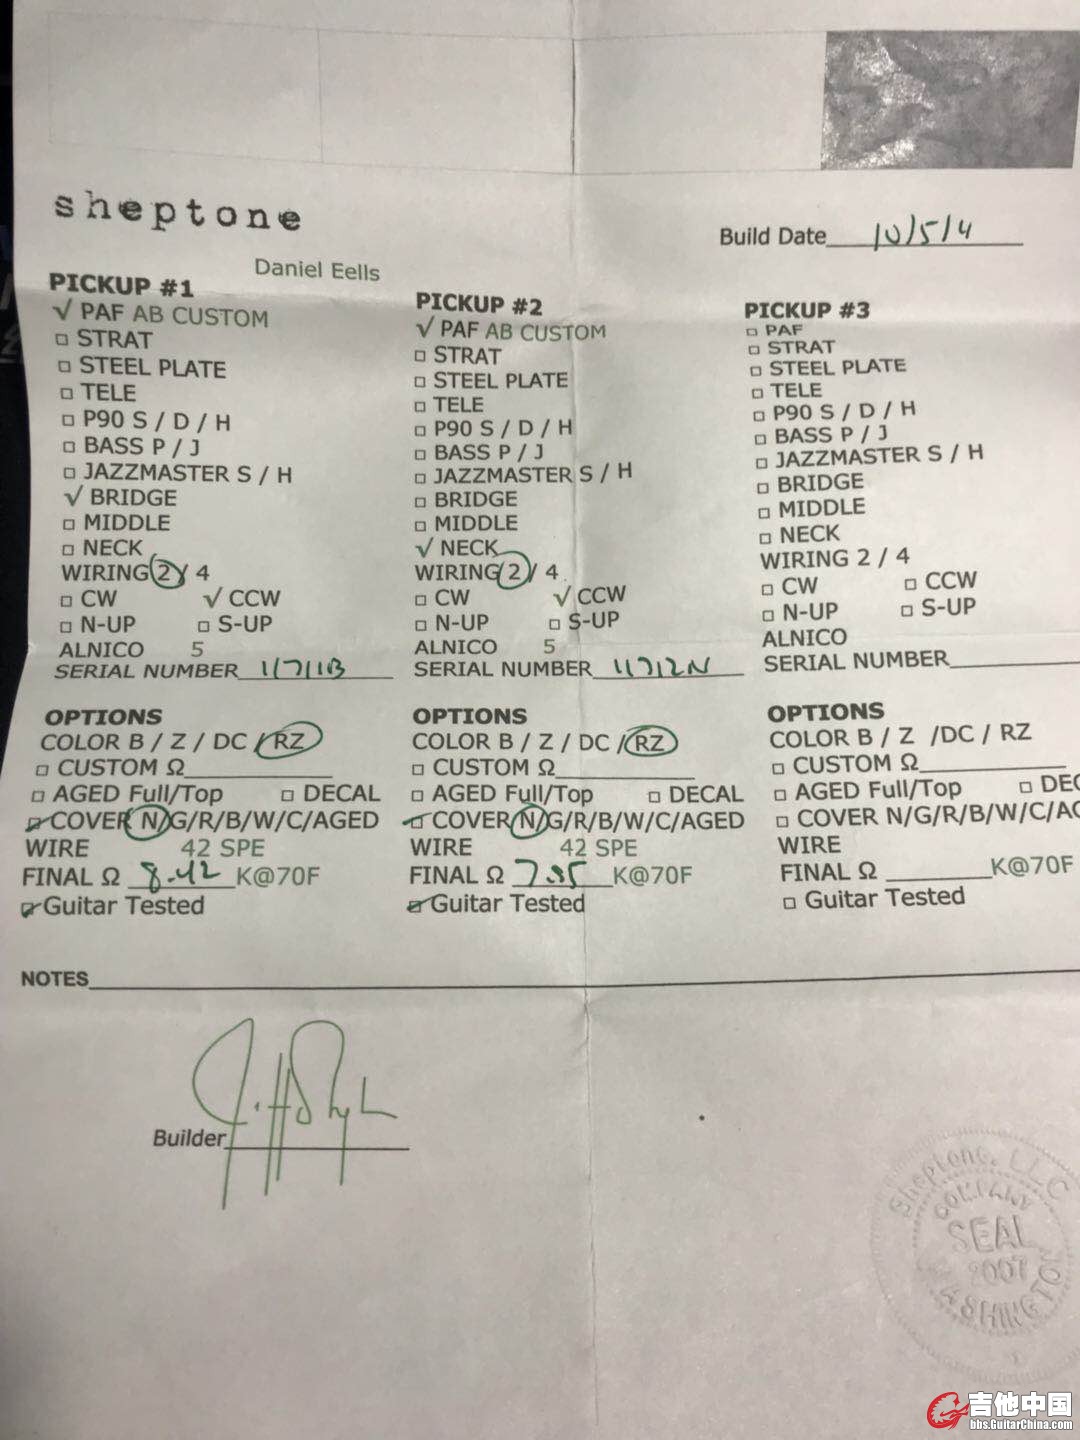 sheptone
Build Date 10/5/14
Daniel Eells
PICKUP #1
√ PAF AB CUSTOM
□ STRAT
□ STEEL PLATE
□ TELE
□ P90 S / D / H
□ BASS P / J
□ JAZZMASTER S / H
√ BRIDGE
□ MIDDLE
□ NECK
WIRING 2 / 4
□ CW √ CCW
□ N-UP □ S-UP
ALNICO 5
SERIAL NUMBER
OPTIONS
COLOR B / Z / DC / RZ
□ CUSTOM Ω
□ AGED Full/Top □ DECAL
☑ COVER N/G/R/B/W/C/AGED
WIRE 42 SPE
FINAL Ω 8.42 K@70F
☑ Guitar Tested
PICKUP #2
√ PAF AB CUSTOM
□ STRAT
□ STEEL PLATE
□ TELE
□ P90 S / D / H
□ BASS P / J
□ JAZZMASTER S / H
□ BRIDGE
□ MIDDLE
√ NECK
WIRING 2 / 4
□ CW √ CCW
□ N-UP □ S-UP
ALNICO 5
SERIAL NUMBER
OPTIONS
COLOR B / Z / DC / RZ
□ CUSTOM Ω
□ AGED Full/Top □ DECAL
☑ COVER N/G/R/B/W/C/AGED
WIRE 42 SPE
FINAL Ω K@70F
☑ Guitar Tested
PICKUP #3
□ PAF
□ STRAT
□ STEEL PLATE
□ TELE
□ P90 S / D / H
□ BASS P / J
□ JAZZMASTER S / H
□ BRIDGE
□ MIDDLE
□ NECK
WIRING 2 / 4
□ CW □ CCW
□ N-UP □ S-UP
ALNICO
SERIAL NUMBER
OPTIONS
COLOR B / Z /DC / RZ
□ CUSTOM Ω
□ AGED Full/Top □ DEC
□ COVER N/G/R/B/W/C/AG
WIRE
FINAL Ω K@70F
□ Guitar Tested
NOTES
Builder
Sheptone, LLC
COMPANY
SEAL
2007
WASHINGTON
吉他中国
bbs.GuitarChina.com